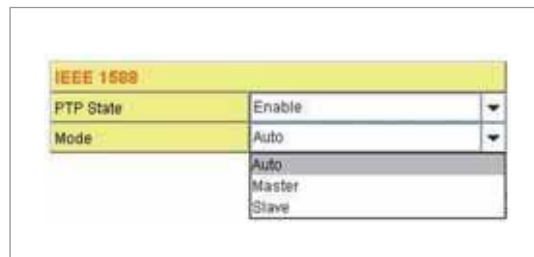 IEEE 1588
PTP State Enable
Mode Auto
Auto
Master
Slave